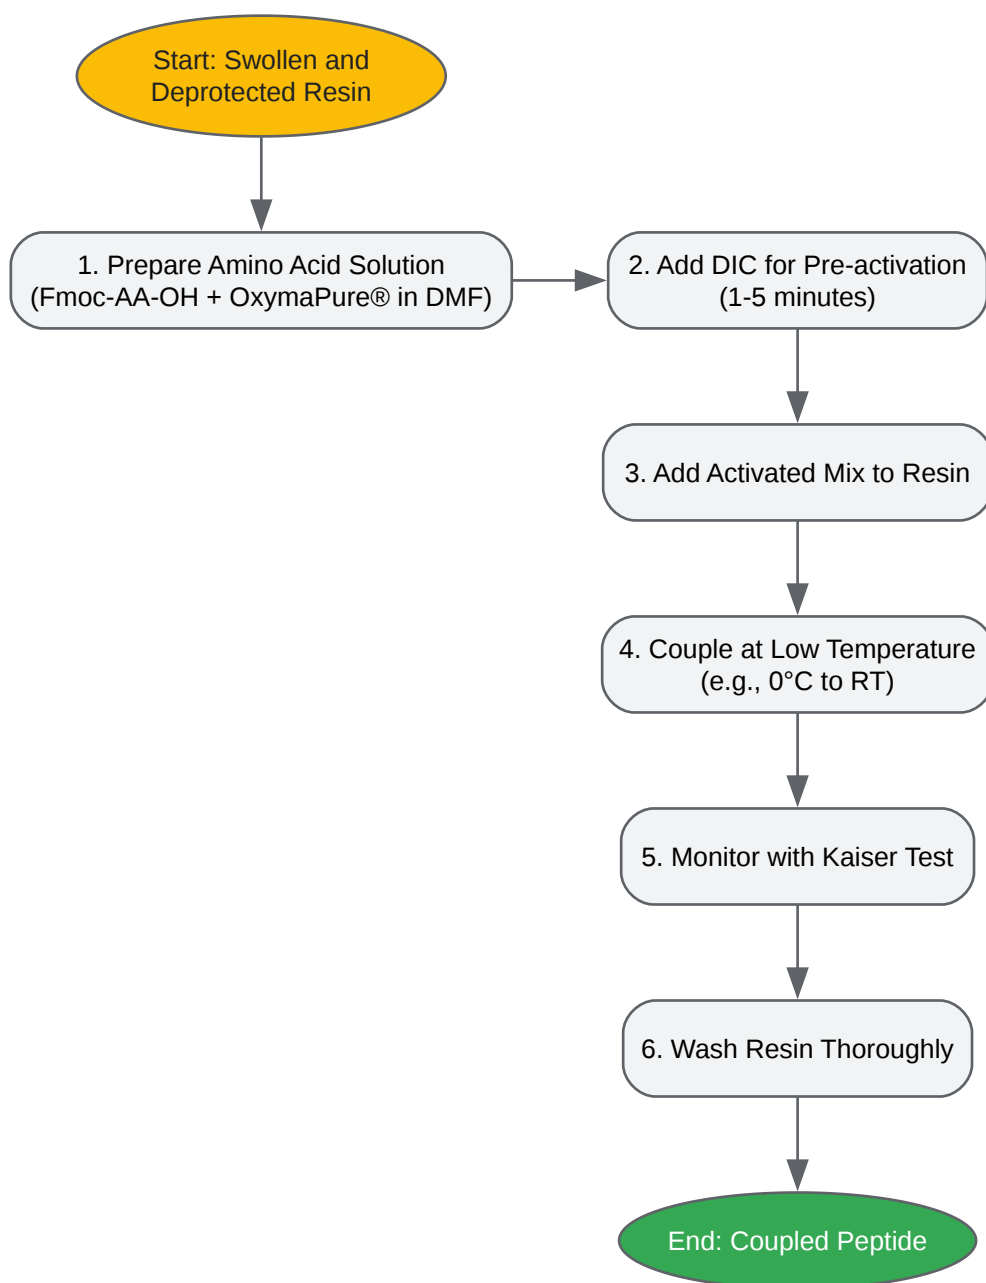 Start: Swollen and
Deprotected Resin
1. Prepare Amino Acid Solution
(Fmoc-AA-OH + OxymaPure® in DMF)
2. Add DIC for Pre-activation
(1-5 minutes)
3. Add Activated Mix to Resin
4. Couple at Low Temperature
(e.g., 0°C to RT)
5. Monitor with Kaiser Test
6. Wash Resin Thoroughly
End: Coupled Peptide